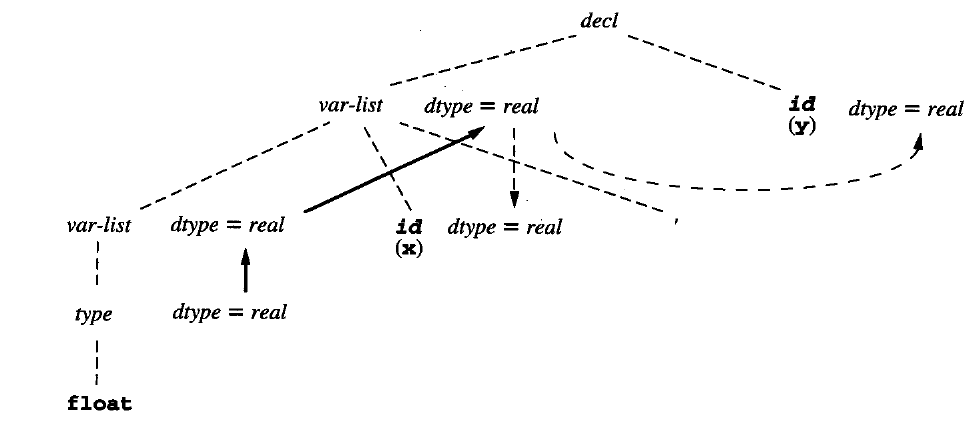 decl
var-list dtype = real id dtype = real
(y)
var-list dtype = real id dtype = real ,
(x)
type dtype = real
float